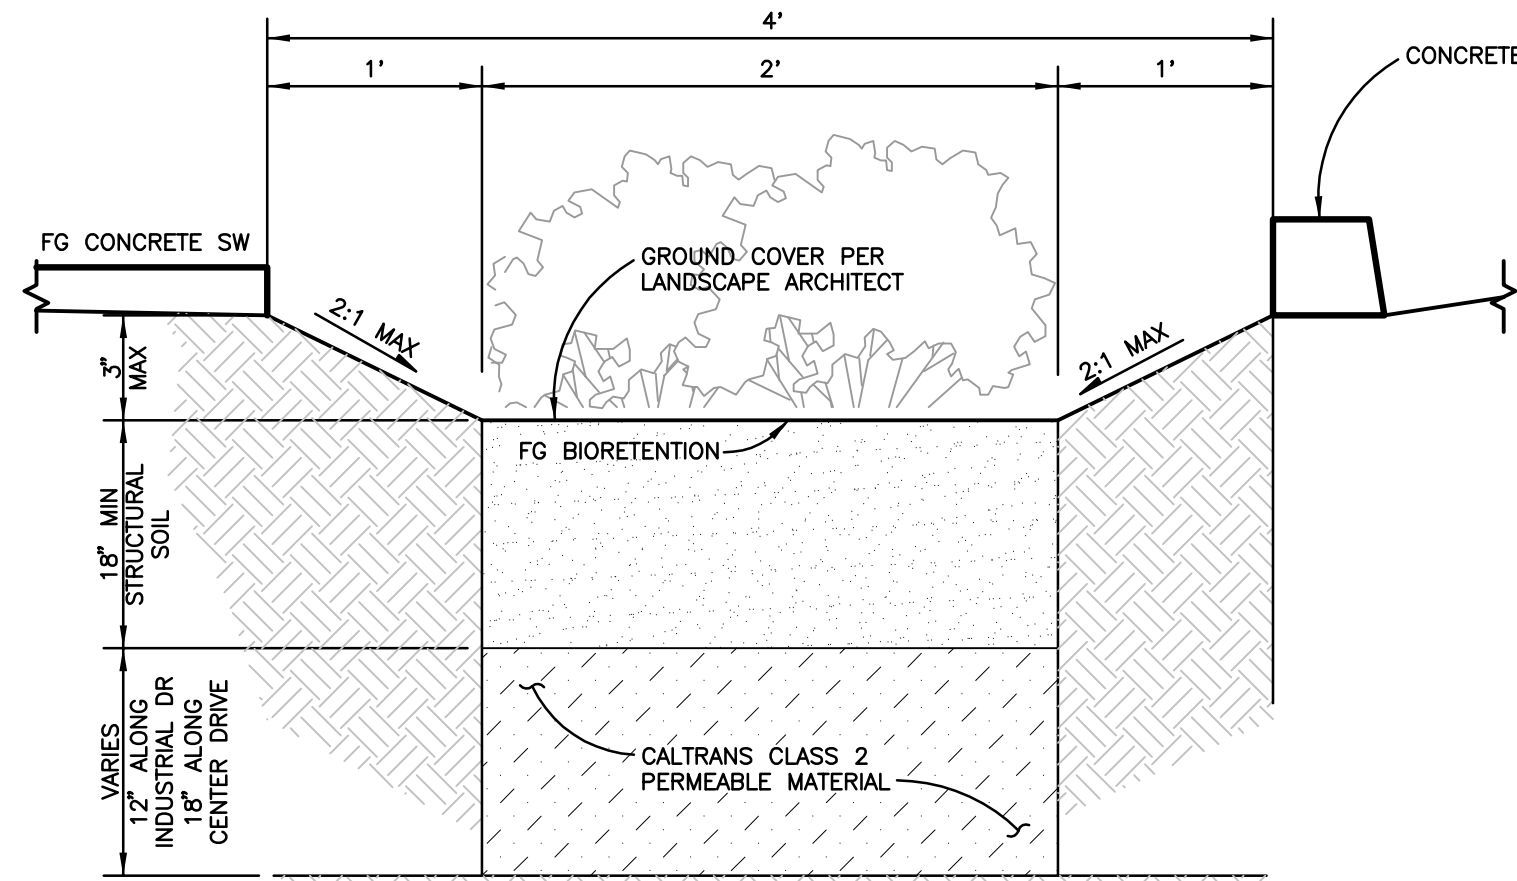 4'
1'
2'
1'
CONCRETE
FG CONCRETE SW
GROUND COVER PER
LANDSCAPE ARCHITECT
2:1 MAX
2:1 MAX
3"
MAX
FG BIORETENTION
18" MIN
STRUCTURAL
SOIL
VARIES
12" ALONG
INDUSTRIAL DR
18" ALONG
CENTER DRIVE
CALTRANS CLASS 2
PERMEABLE MATERIAL